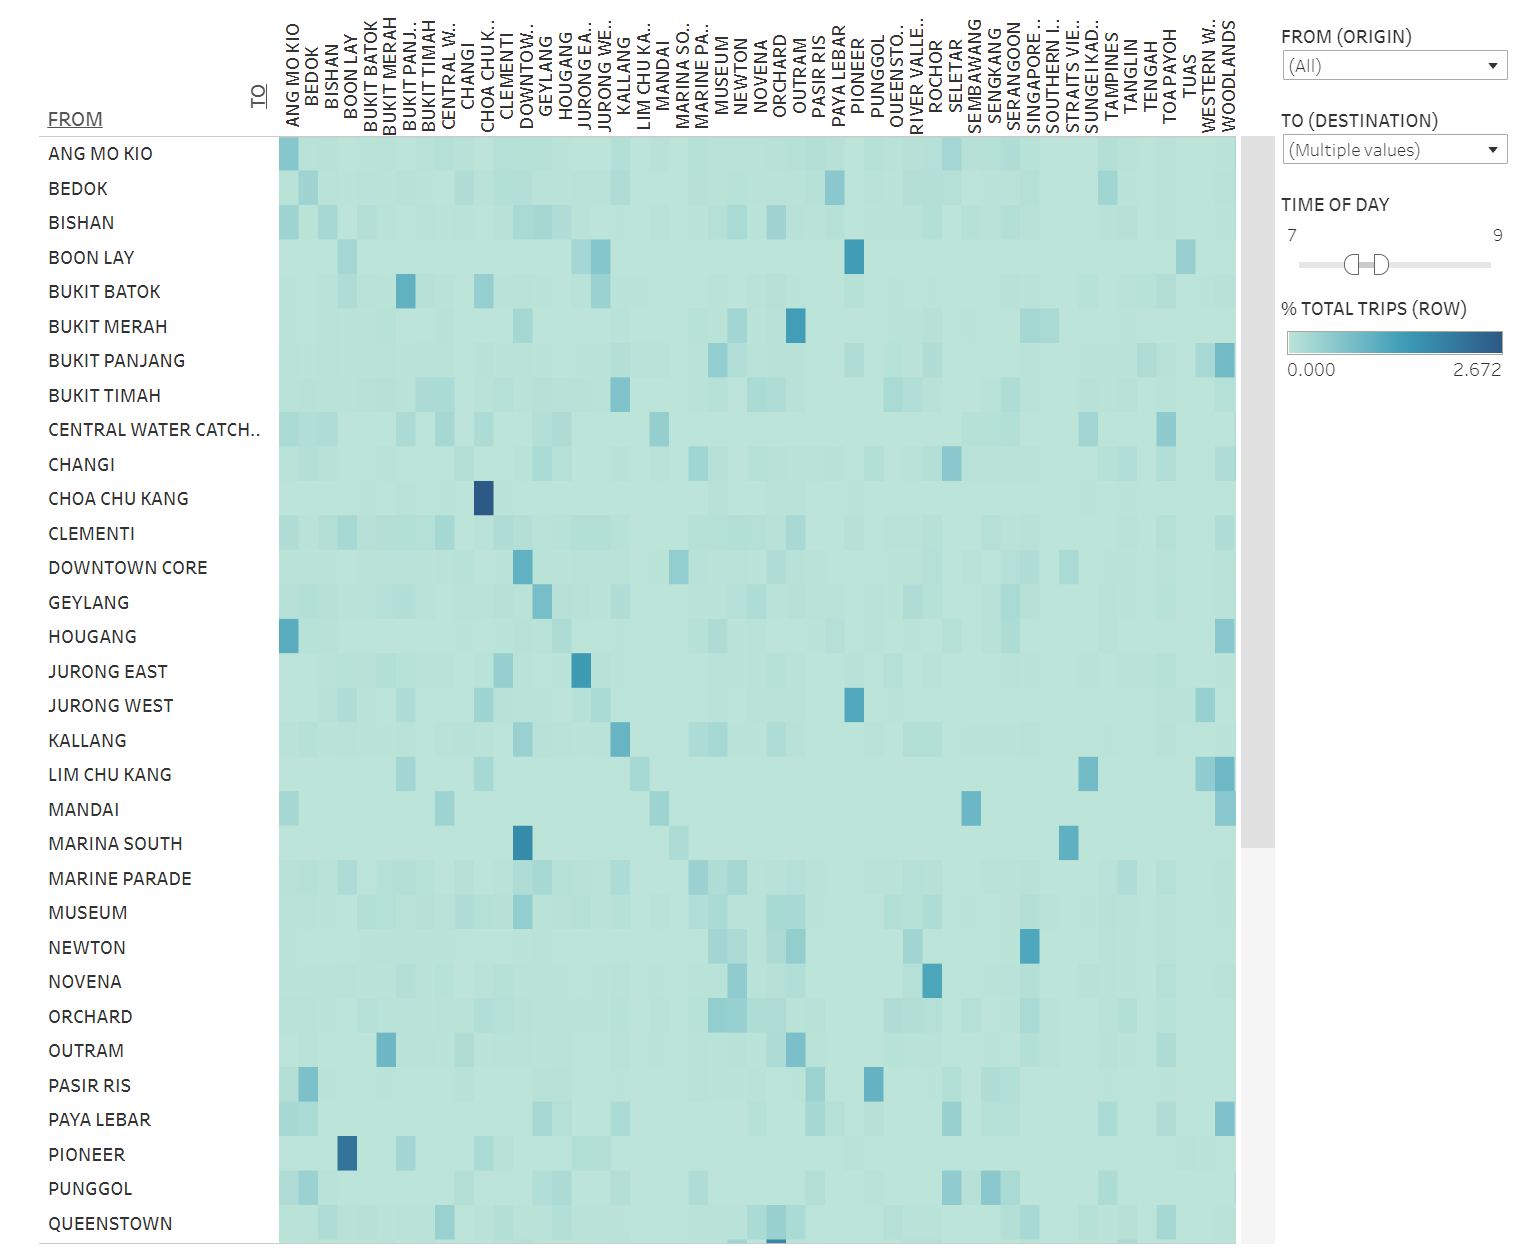 TO
ANG MO KIO
BEDOK
BISHAN
BOON LAY
BUKIT BATOK
BUKIT MERAH
BUKIT PANJ..
BUKIT TIMAH
CENTRAL W..
CHANGI
CHOA CHU K..
CLEMENTI
DOWNTOW..
GEYLANG
HOUGANG
JURONG EA..
JURONG WE..
KALLANG
LIM CHU KA..
MANDAI
MARINA SO..
MARINE PA..
MUSEUM
NEWTON
NOVENA
ORCHARD
OUTRAM
PASIR RIS
PAYA LEBAR
PIONEER
PUNGGOL
QUEENSTO..
RIVER VALLE..
ROCHOR
SELETAR
SEMBAWANG
SENGKANG
SERANGOON
SINGAPORE ..
SOUTHERN I..
STRAITS VIE..
SUNGEI KAD..
TAMPINES
TANGLIN
TENGAH
TOA PAYOH
TUAS
WESTERN W..
WOODLANDS
FROM
ANG MO KIO
BEDOK
BISHAN
BOON LAY
BUKIT BATOK
BUKIT MERAH
BUKIT PANJANG
BUKIT TIMAH
CENTRAL WATER CATCH..
CHANGI
CHOA CHU KANG
CLEMENTI
DOWNTOWN CORE
GEYLANG
HOUGANG
JURONG EAST
JURONG WEST
KALLANG
LIM CHU KANG
MANDAI
MARINA SOUTH
MARINE PARADE
MUSEUM
NEWTON
NOVENA
ORCHARD
OUTRAM
PASIR RIS
PAYA LEBAR
PIONEER
PUNGGOL
QUEENSTOWN
FROM (ORIGIN)
(All)
TO (DESTINATION)
(Multiple values)
TIME OF DAY
7 9
% TOTAL TRIPS (ROW)
0.000 2.672